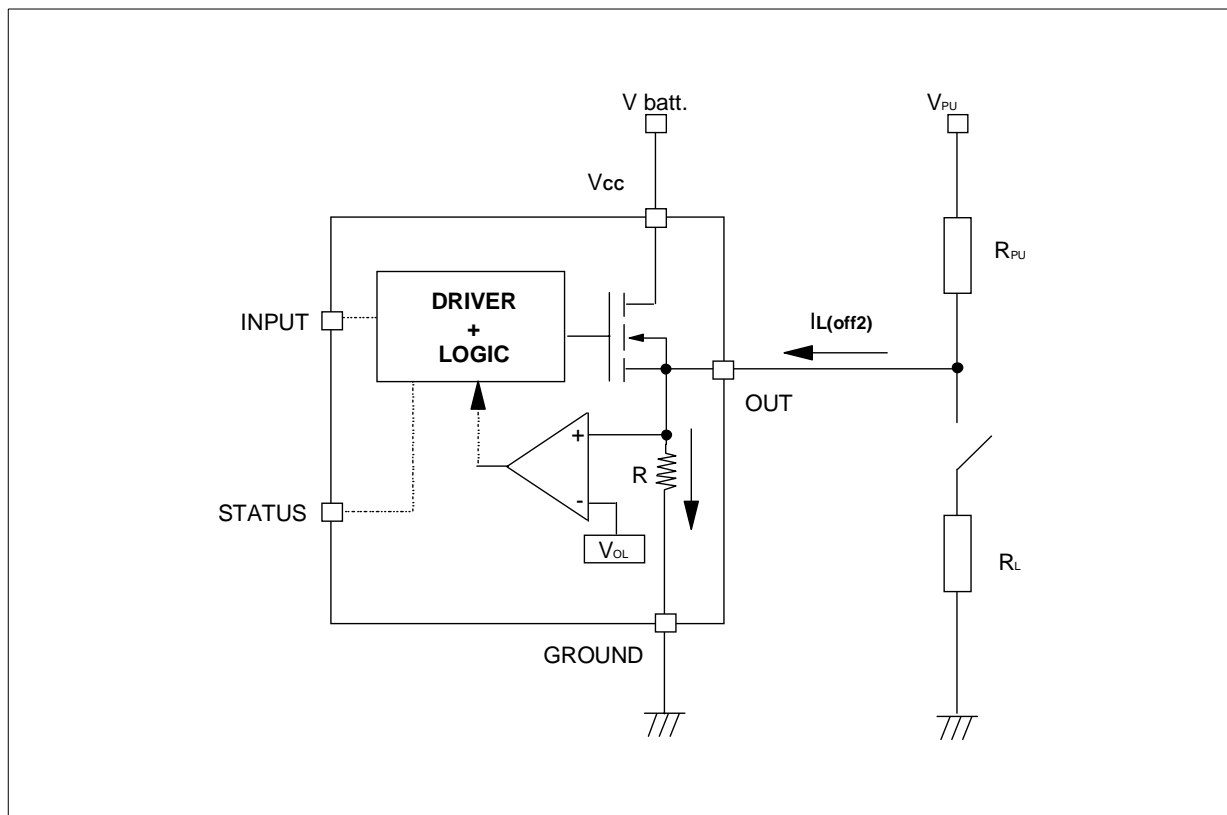 V batt.
VPU
Vcc
RPU
DRIVER
+
LOGIC
INPUT
IL(off2)
OUT
+
R
-
STATUS
VOL
RL
GROUND